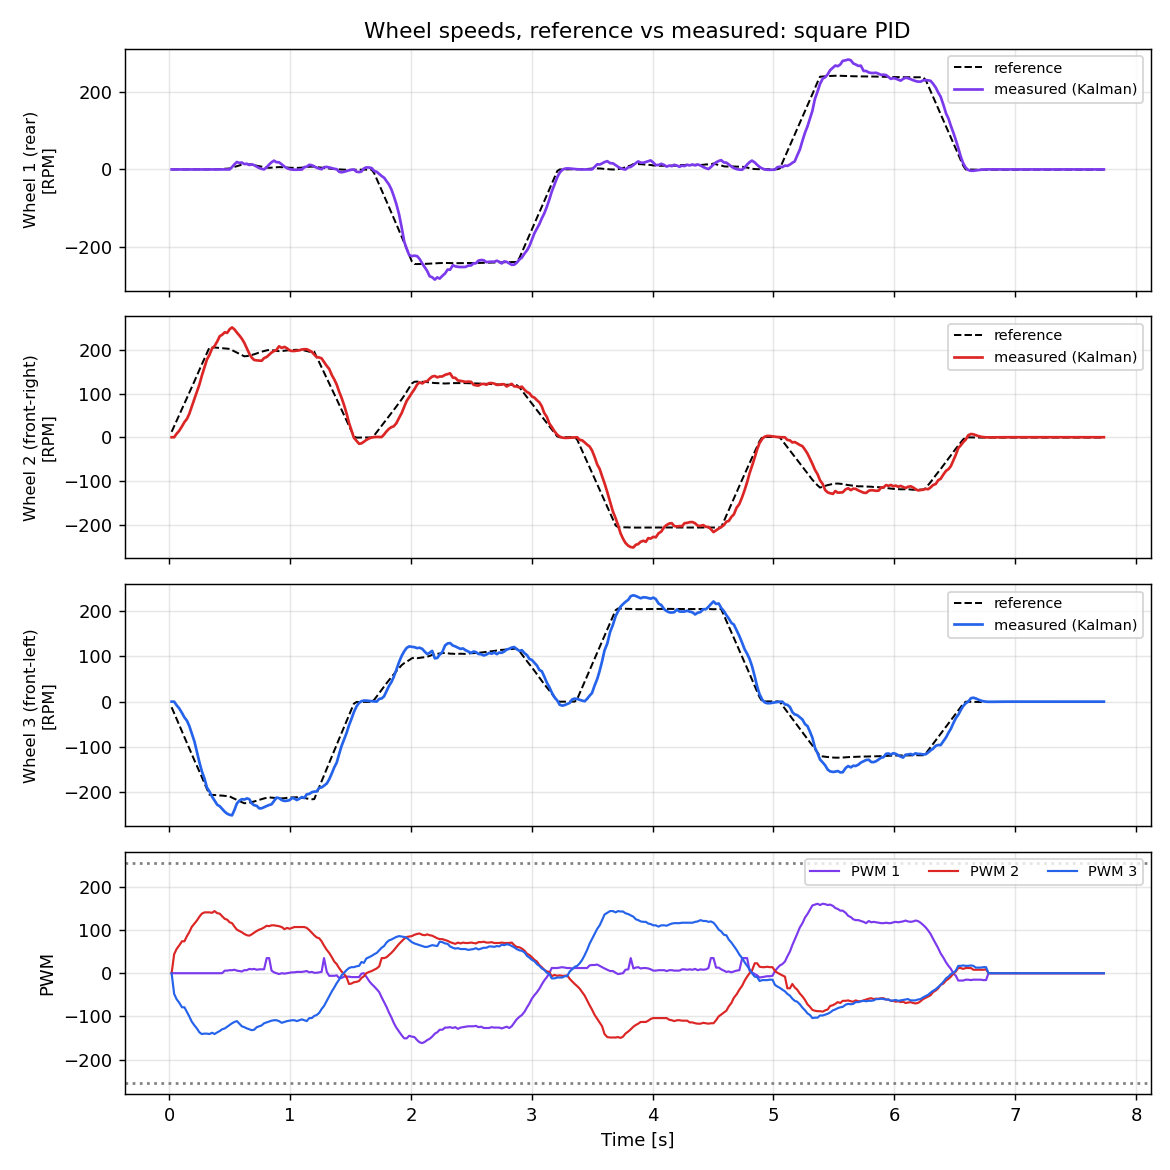 Wheel speeds, reference vs measured: square PID
Wheel 1 (rear)
[RPM]
200
0
−200
reference
measured (Kalman)
Wheel 2 (front-right)
[RPM]
200
100
0
−100
−200
reference
measured (Kalman)
Wheel 3 (front-left)
[RPM]
200
100
0
−100
−200
reference
measured (Kalman)
PWM
200
100
0
−100
−200
PWM 1 PWM 2 PWM 3
0 1 2 3 4 5 6 7 8
Time [s]